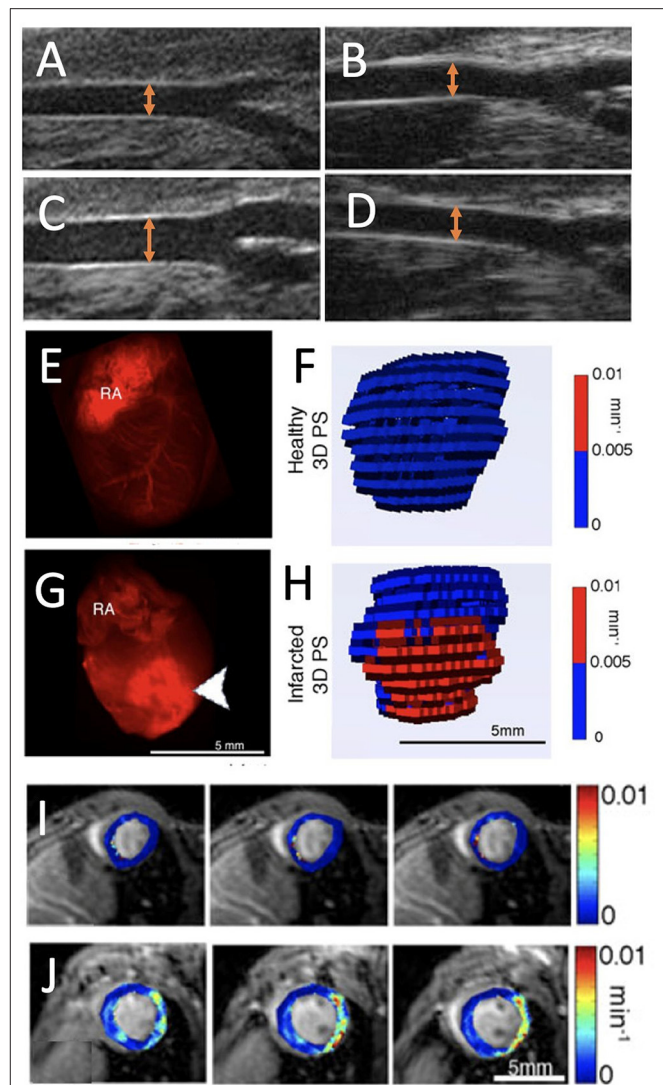 A
B
C
D
E
RA
F
Healthy
3D PS
0.01
min-1
0.005
0
G
RA
5 mm
H
Infarcted
3D PS
5mm
0.01
min-1
0.005
0
I
0.01
0
J
5mm
0.01
min-1
0